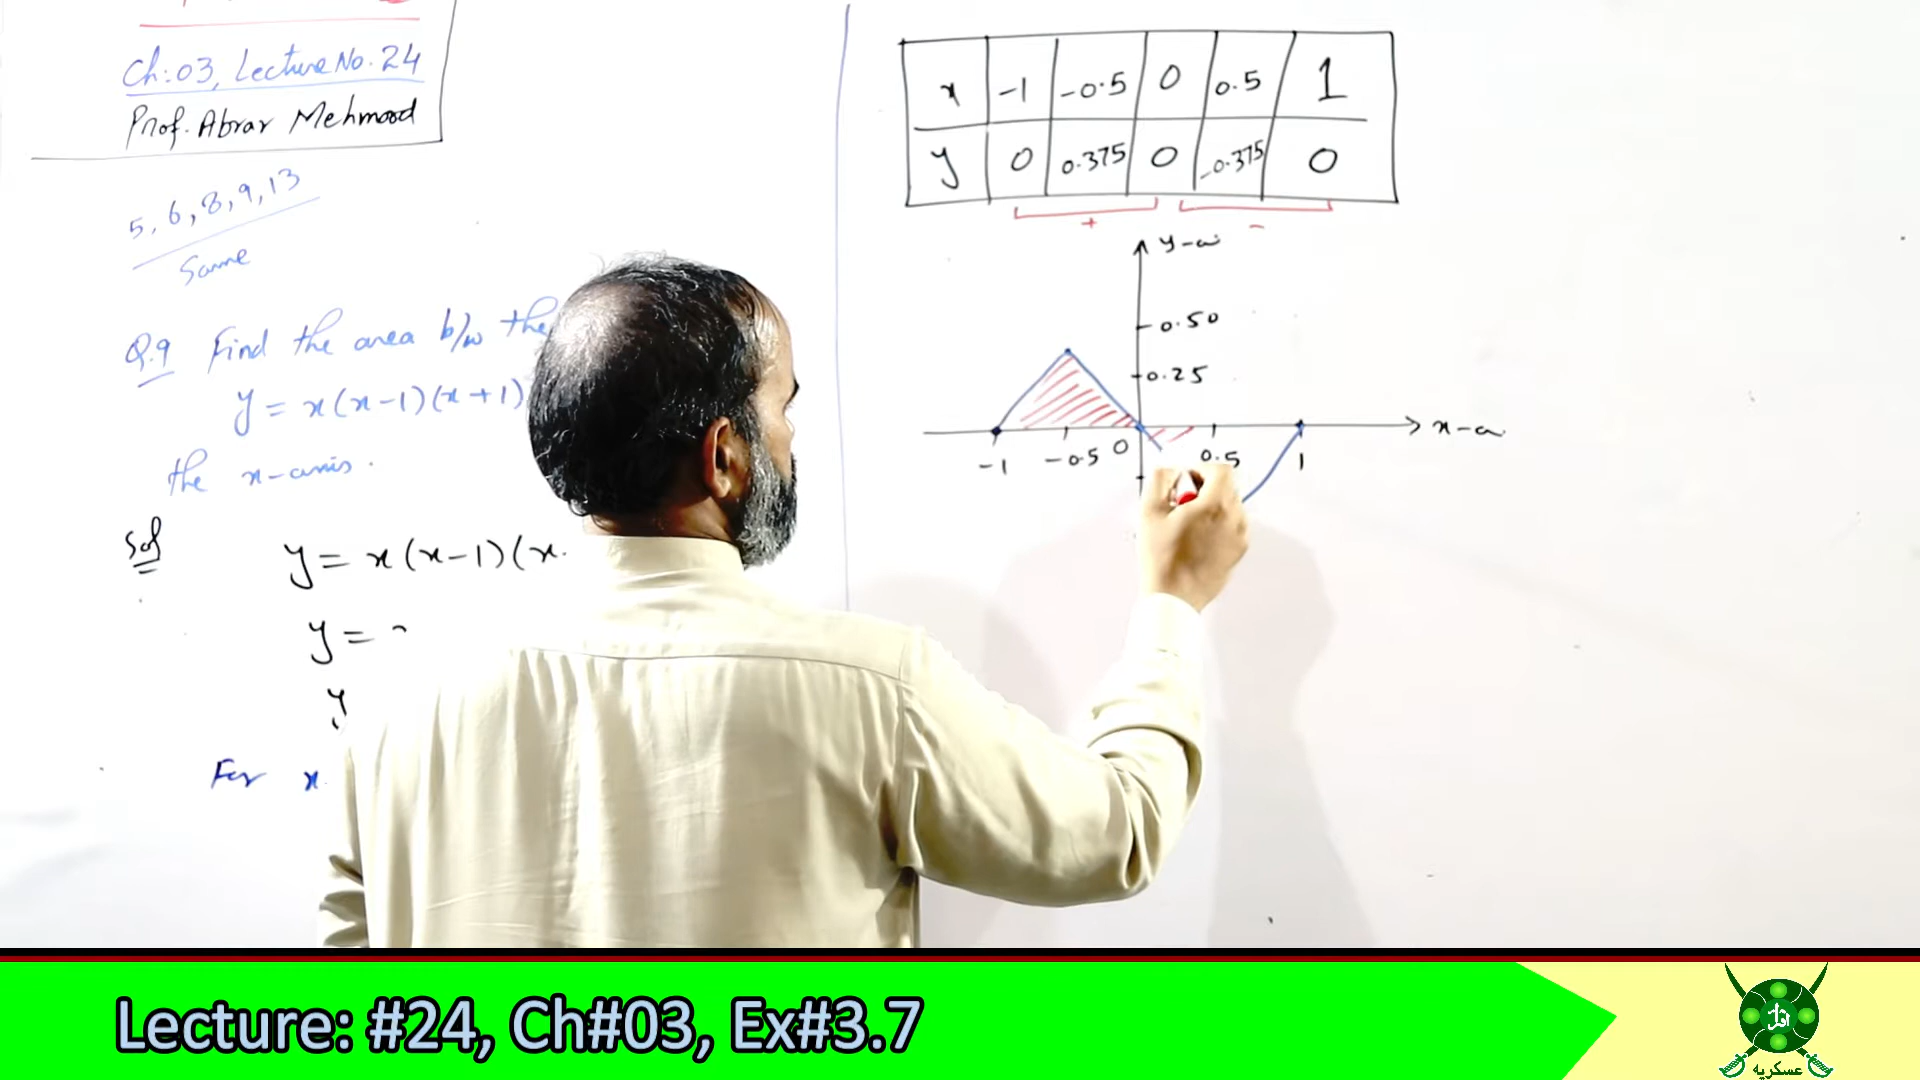 Ch:03, Lecture No. 24
Prof. Abrar Mehmood
5, 6, 8, 9, 13
Same
Q.9 Find the area b/w the
y = x(x-1)(x+1)
the x-axis.
Sol
y = x(x-1)(x
y =
y
For x
x -1 -0.5 0 0.5 1
y 0 0.375 0 -0.375 0
+ -
y-a
0.50
0.25
x-a
-1 -0.5 0 0.5 1
Lecture: #24, Ch#03, Ex#3.7
عسکریہ